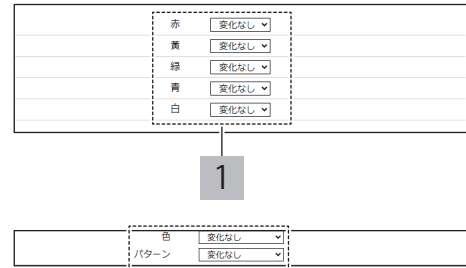 赤 変化なし
黄 変化なし
緑 変化なし
青 変化なし
白 変化なし
1
色 変化なし
パターン 変化なし